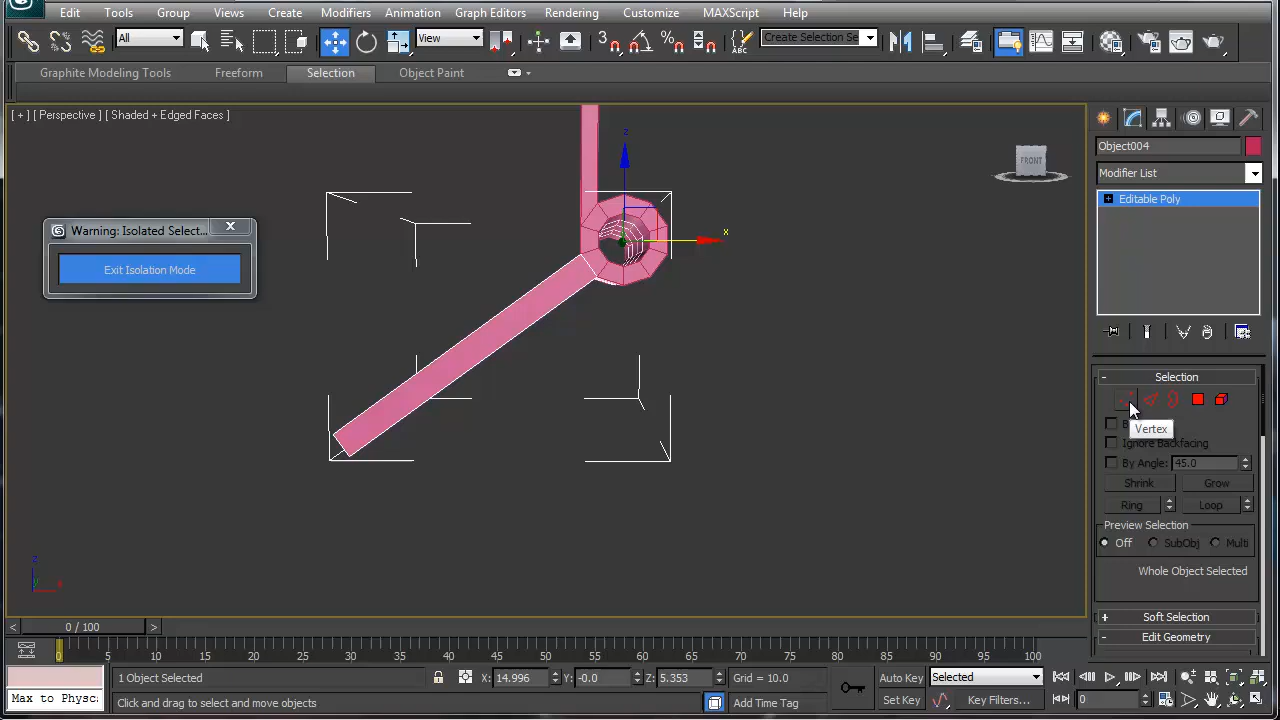 Edit Tools Group Views Create Modifiers Animation Graph Editors Rendering Customize MAXScript Help
All View Create Selection Se
Graphite Modeling Tools Freeform Selection Object Paint
[ + ] [ Perspective ] [ Shaded + Edged Faces ]
Object004
FRONT
Modifier List
Editable Poly
Warning: Isolated Select...
Exit Isolation Mode
z
x
Selection
Vertex
Ignore Backfacing
By Angle: 45.0
Shrink Grow
Ring Loop
Preview Selection
Off SubObj Multi
Whole Object Selected
z
y
Soft Selection
Edit Geometry
< 0 / 100 >
0 5 10 15 20 25 30 35 40 45 50 55 60 65 70 75 80 85 90 95 100
1 Object Selected X: 14.996 Y: -0.0 Z: 5.353 Grid = 10.0 Auto Key Selected
Max to Physc Click and drag to select and move objects Add Time Tag Set Key Key Filters... 0